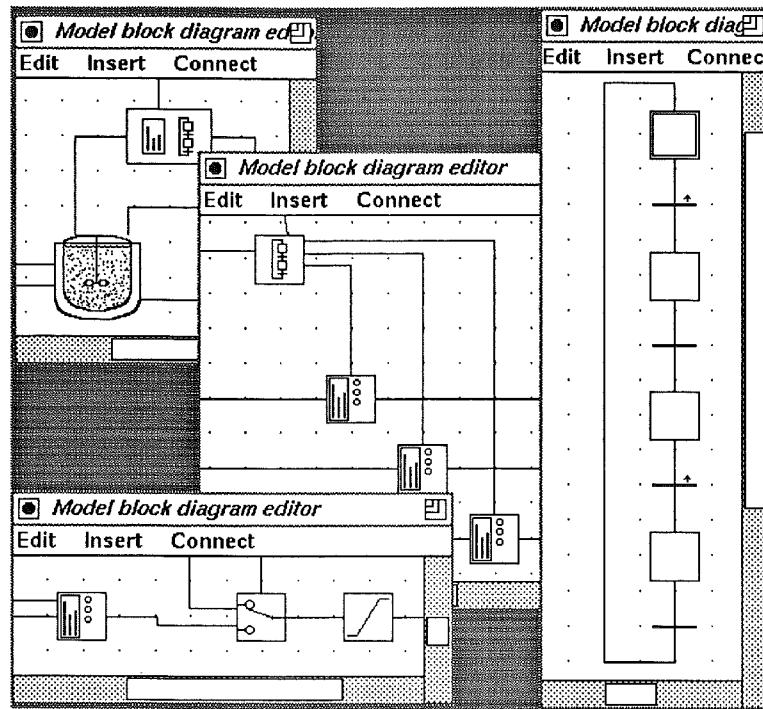 Model block diagram ed
Edit Insert Connect
Model block diag
Edit Insert Connec
Model block diagram editor
Edit Insert Connect
Model block diagram editor
Edit Insert Connect